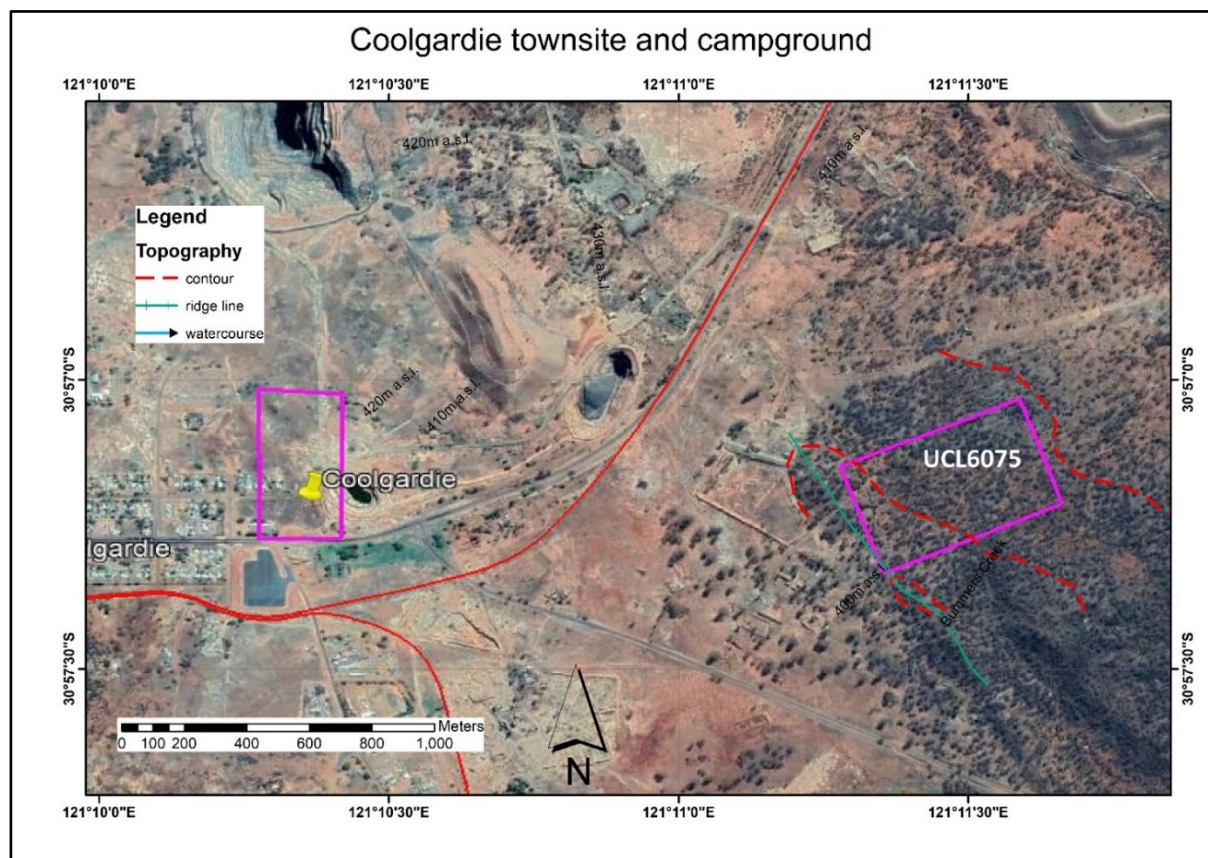 Coolgardie townsite and campground
121°10'0"E
121°10'30"E
121°11'0"E
121°11'30"E
420m a.s.l.
410m a.s.l.
430m a.s.l.
Legend
Topography
contour
ridge line
watercourse
30°57'0"S
30°57'0"S
420m a.s.l.
410m a.s.l.
UCL6075
Coolgardie
lgardie
400m a.s.l.
Bummers Creek
30°57'30"S
30°57'30"S
Meters
0 100 200 400 600 800 1,000
N
121°10'0"E
121°10'30"E
121°11'0"E
121°11'30"E